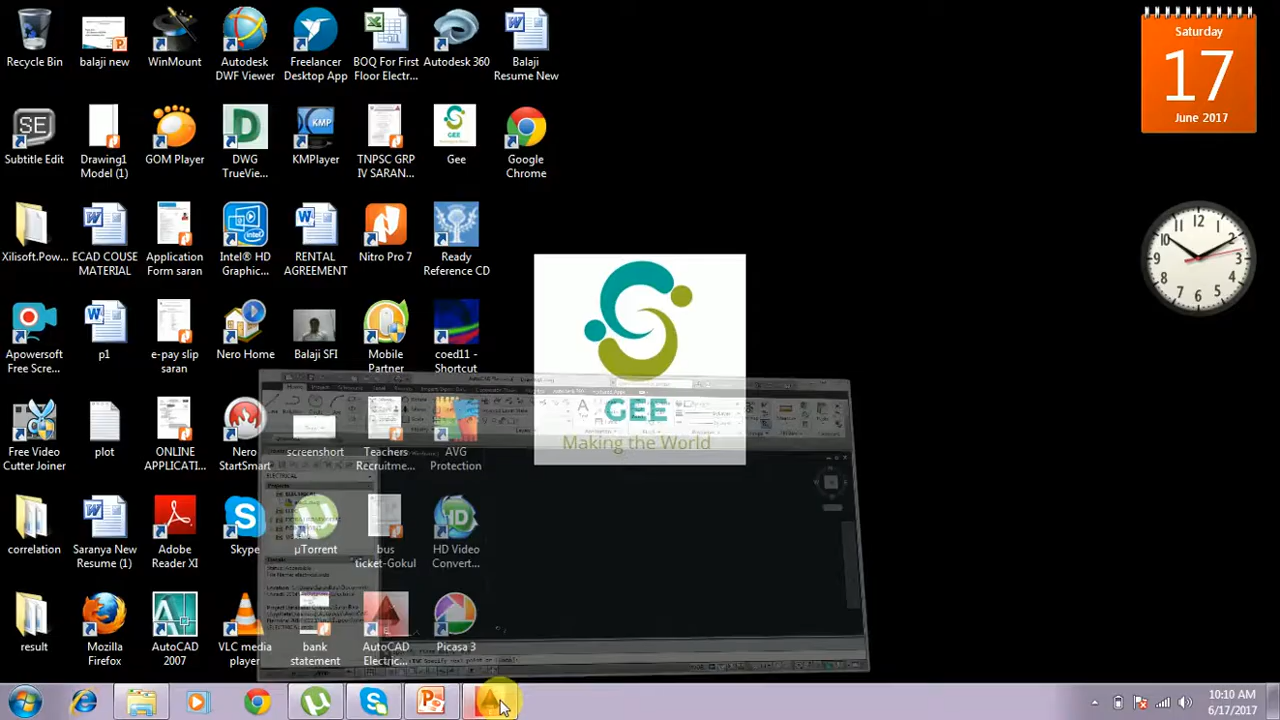 Recycle Bin
balaji new
WinMount
Autodesk DWF Viewer
Freelancer Desktop App
BOQ For First Floor Electr...
Autodesk 360
Balaji Resume New
Saturday
17
June 2017
Subtitle Edit
Drawing1 Model (1)
GOM Player
DWG TrueView...
KMPlayer
TNPSC GRP IV SARAN...
Gee
Google Chrome
Xilisoft.Pow...
ECAD COUSE MATERIAL
Application Form saran
Intel® HD Graphic...
RENTAL AGREEMENT
Nitro Pro 7
Ready Reference CD
Apowersoft Free Scre...
p1
e-pay slip saran
Nero Home
Balaji SFI
Mobile Partner
coed11 - Shortcut
GEE
Making the World
Free Video Cutter Joiner
plot
ONLINE APPLICATI...
Nero StartSmart
screenshort
Teachers Recruitme...
AVG Protection
correlation
Saranya New Resume (1)
Adobe Reader XI
Skype
µTorrent
bus ticket-Gokul
HD Video Convert...
result
Mozilla Firefox
AutoCAD 2007
VLC media player
bank statement
AutoCAD Electric...
Picasa 3
10:10 AM
6/17/2017